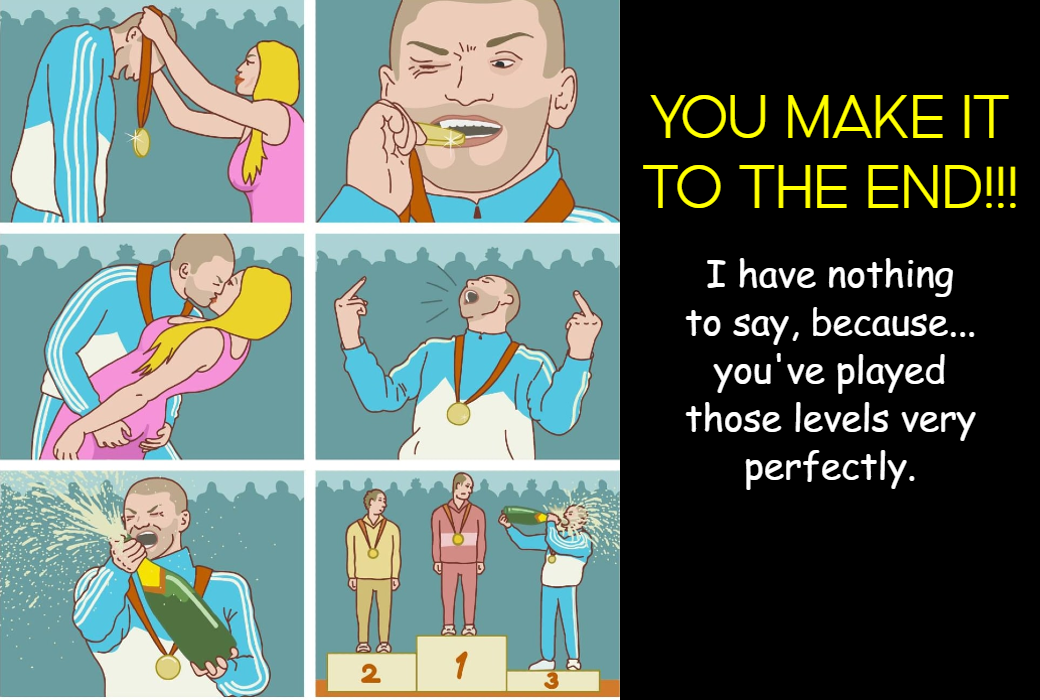 YOU MAKE IT
TO THE END!!!
I have nothing
to say, because...
you've played
those levels very
perfectly.
2
1
3